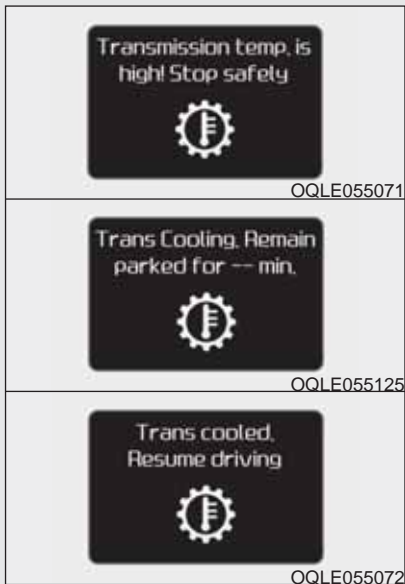 Transmission temp. is
high! Stop safely
OQLE055071
Trans Cooling. Remain
parked for -- min.
OQLE055125
Trans cooled.
Resume driving
OQLE055072